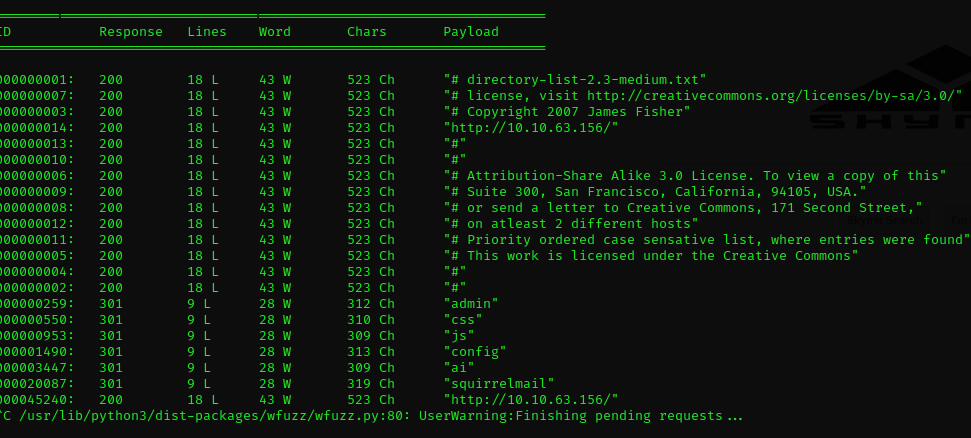 ID Response Lines Word Chars Payload
000000001: 200 18 L 43 W 523 Ch "# directory-list-2.3-medium.txt"
000000007: 200 18 L 43 W 523 Ch "# license, visit http://creativecommons.org/licenses/by-sa/3.0/"
000000003: 200 18 L 43 W 523 Ch "# Copyright 2007 James Fisher"
000000014: 200 18 L 43 W 523 Ch "http://10.10.63.156/"
000000013: 200 18 L 43 W 523 Ch "#"
000000010: 200 18 L 43 W 523 Ch "#"
000000006: 200 18 L 43 W 523 Ch "# Attribution-Share Alike 3.0 License. To view a copy of this"
000000009: 200 18 L 43 W 523 Ch "# Suite 300, San Francisco, California, 94105, USA."
000000008: 200 18 L 43 W 523 Ch "# or send a letter to Creative Commons, 171 Second Street,"
000000012: 200 18 L 43 W 523 Ch "# on atleast 2 different hosts"
000000011: 200 18 L 43 W 523 Ch "# Priority ordered case sensative list, where entries were found"
000000005: 200 18 L 43 W 523 Ch "# This work is licensed under the Creative Commons"
000000004: 200 18 L 43 W 523 Ch "#"
000000002: 200 18 L 43 W 523 Ch "#"
000000259: 301 9 L 28 W 312 Ch "admin"
000000550: 301 9 L 28 W 310 Ch "css"
000000953: 301 9 L 28 W 309 Ch "js"
000001490: 301 9 L 28 W 313 Ch "config"
000003447: 301 9 L 28 W 309 Ch "ai"
000020087: 301 9 L 28 W 319 Ch "squirrelmail"
000045240: 200 18 L 43 W 523 Ch "http://10.10.63.156/"
^C /usr/lib/python3/dist-packages/wfuzz/wfuzz.py:80: UserWarning:Finishing pending requests...